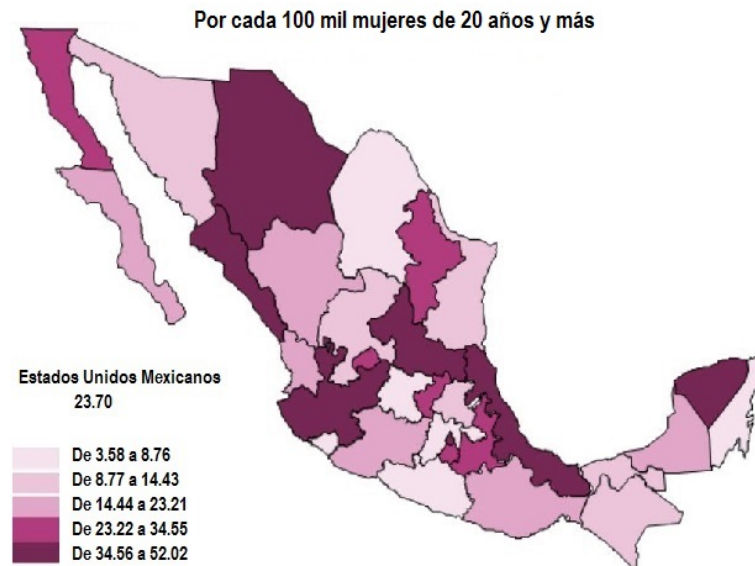 Por cada 100 mil mujeres de 20 años y más
Estados Unidos Mexicanos
23.70
De 3.58 a 8.76
De 8.77 a 14.43
De 14.44 a 23.21
De 23.22 a 34.55
De 34.56 a 52.02